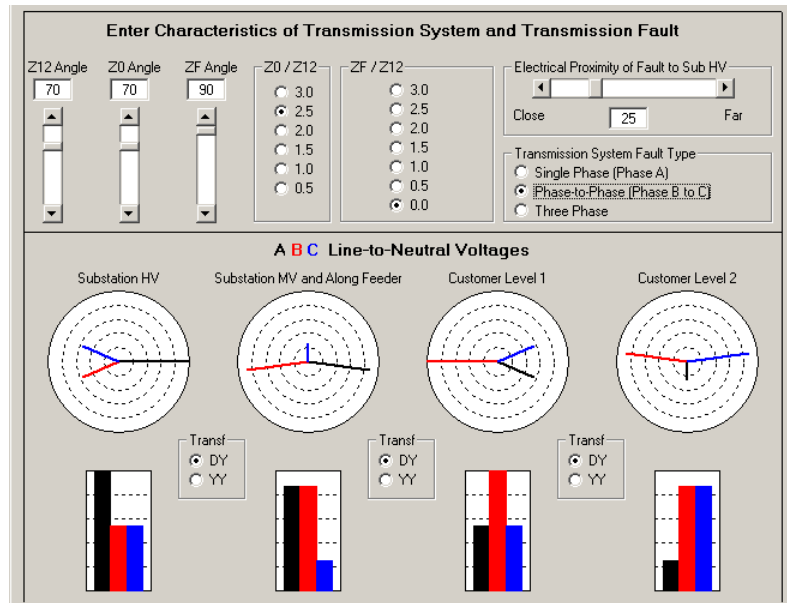 Enter Characteristics of Transmission System and Transmission Fault
Z12 Angle Z0 Angle ZF Angle Z0 / Z12 ZF / Z12 Electrical Proximity of Fault to Sub HV
70 70 90
3.0 3.0
2.5 2.5
2.0 2.0
1.5 1.5
1.0 1.0
0.5 0.5
0.0
Close 25 Far
Transmission System Fault Type
Single Phase (Phase A)
Phase-to-Phase (Phase B to C)
Three Phase
A B C Line-to-Neutral Voltages
Substation HV Substation MV and Along Feeder Customer Level 1 Customer Level 2
Transf Transf Transf
DY DY DY
YY YY YY